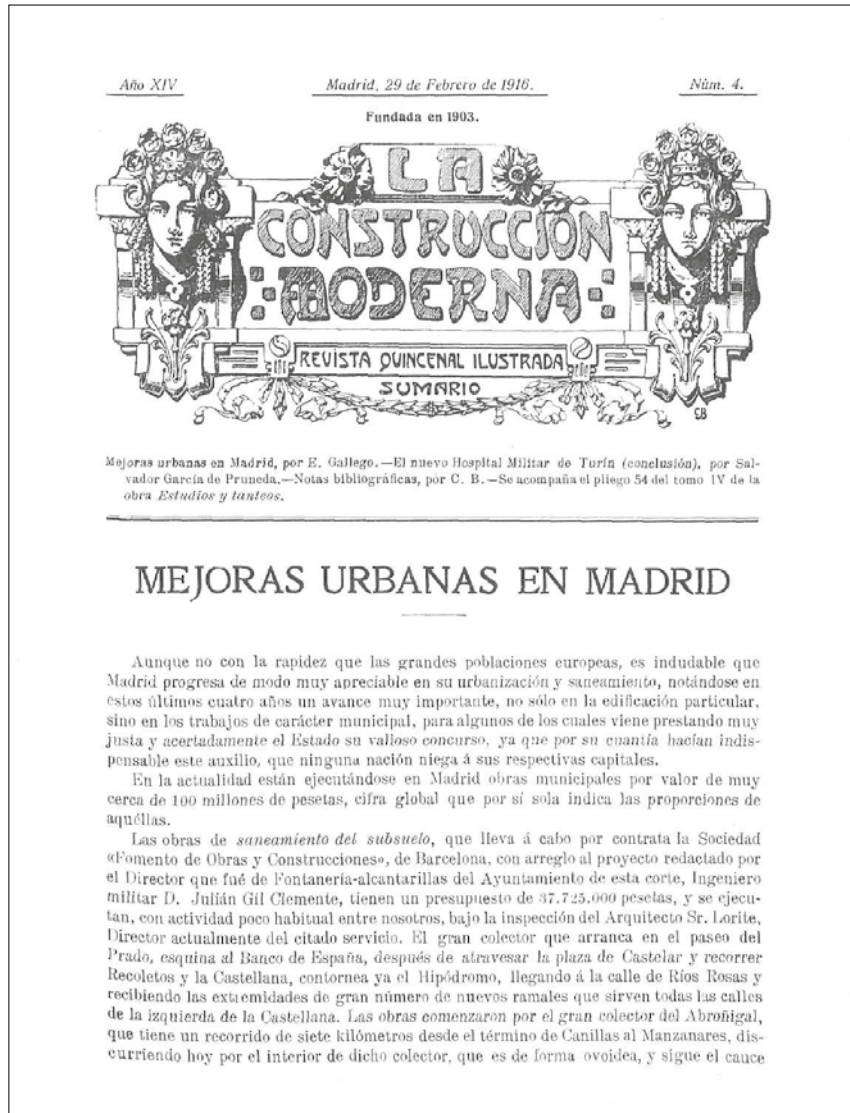 Año XIV
Madrid, 29 de Febrero de 1916.
Núm. 4.
Fundada en 1903.
LA
CONSTRUCCIÓN
MODERNA
REVISTA QUINCENAL ILUSTRADA
SUMARIO
CB
Mejoras urbanas en Madrid, por E. Gallego.—El nuevo Hospital Militar de Turín (conclusión), por Sal-
vador García de Pruneda.—Notas bibliográficas, por C. B.—Se acompaña el pliego 54 del tomo IV de la
obra Estudios y tanteos.
MEJORAS URBANAS EN MADRID
Aunque no con la rapidez que las grandes poblaciones europeas, es indudable que
Madrid progresa de modo muy apreciable en su urbanización y saneamiento, notándose en
estos últimos cuatro años un avance muy importante, no sólo en la edificación particular,
sino en los trabajos de carácter municipal, para algunos de los cuales viene prestando muy
justa y acertadamente el Estado su valioso concurso, ya que por su cuantía hacían indis-
pensable este auxilio, que ninguna nación niega á sus respectivas capitales.
En la actualidad están ejecutándose en Madrid obras municipales por valor de muy
cerca de 100 millones de pesetas, cifra global que por sí sola indica las proporciones de
aquéllas.
Las obras de saneamiento del subsuelo, que lleva á cabo por contrata la Sociedad
«Fomento de Obras y Construcciones», de Barcelona, con arreglo al proyecto redactado por
el Director que fué de Fontanería-alcantarillas del Ayuntamiento de esta corte, Ingeniero
militar D. Julián Gil Clemente, tienen un presupuesto de 37.725.000 pesetas, y se ejecu-
tan, con actividad poco habitual entre nosotros, bajo la inspección del Arquitecto Sr. Lorite,
Director actualmente del citado servicio. El gran colector que arranca en el paseo del
Prado, esquina al Banco de España, después de atravesar la plaza de Castelar y recorrer
Recoletos y la Castellana, contornea ya el Hipódromo, llegando á la calle de Ríos Rosas y
recibiendo las extremidades de gran número de nuevos ramales que sirven todas las calles
de la izquierda de la Castellana. Las obras comenzaron por el gran colector del Abroñigal,
que tiene un recorrido de siete kilómetros desde el término de Canillas al Manzanares, dis-
curriendo hoy por el interior de dicho colector, que es de forma ovoidea, y sigue el cauce